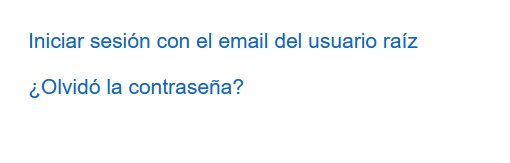 Iniciar sesión con el email del usuario raíz
¿Olvidó la contraseña?